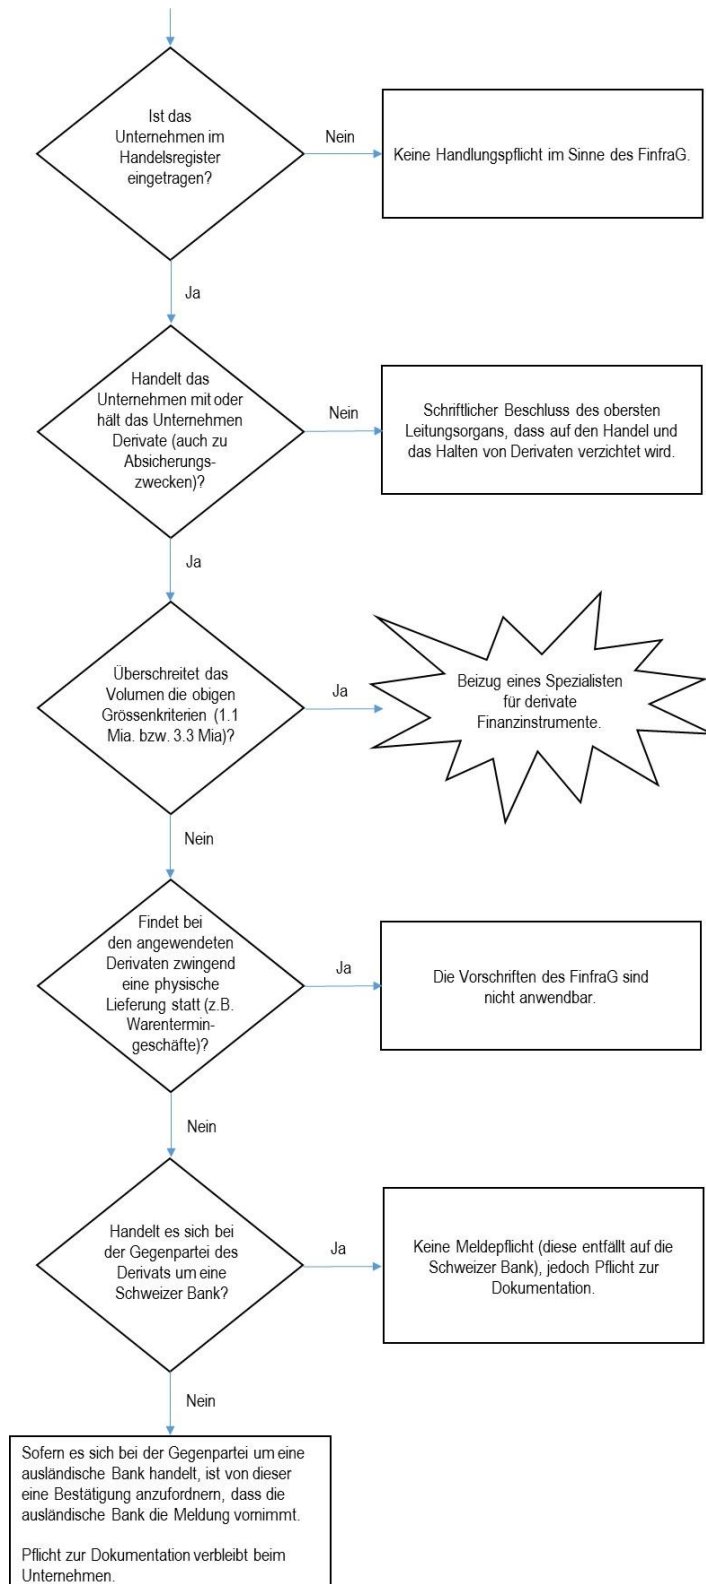 Ist das
Unternehmen im
Handelsregister
eingetragen?
Nein
Keine Handlungspflicht im Sinne des FinfraG.
Ja
Handelt das
Unternehmen mit oder
hält das Unternehmen
Derivate (auch zu
Absicherungs-
zwecken)?
Nein
Schriftlicher Beschluss des obersten
Leitungsorgans, dass auf den Handel und
das Halten von Derivaten verzichtet wird.
Ja
Überschreitet das
Volumen die obigen
Grössenkriterien (1.1
Mia. bzw. 3.3 Mia)?
Ja
Beizug eines Spezialisten
für derivate
Finanzinstrumente.
Nein
Findet bei
den angewendeten
Derivaten zwingend
eine physische
Lieferung statt (z.B.
Warentermin-
geschäfte)?
Ja
Die Vorschriften des FinfraG sind
nicht anwendbar.
Nein
Handelt es sich bei
der Gegenpartei des
Derivats um eine
Schweizer Bank?
Ja
Keine Meldepflicht (diese entfällt auf die
Schweizer Bank), jedoch Pflicht zur
Dokumentation.
Nein
Sofern es sich bei der Gegenpartei um eine
ausländische Bank handelt, ist von dieser
eine Bestätigung anzufordnern, dass die
ausländische Bank die Meldung vornimmt.
Pflicht zur Dokumentation verbleibt beim
Unternehmen.